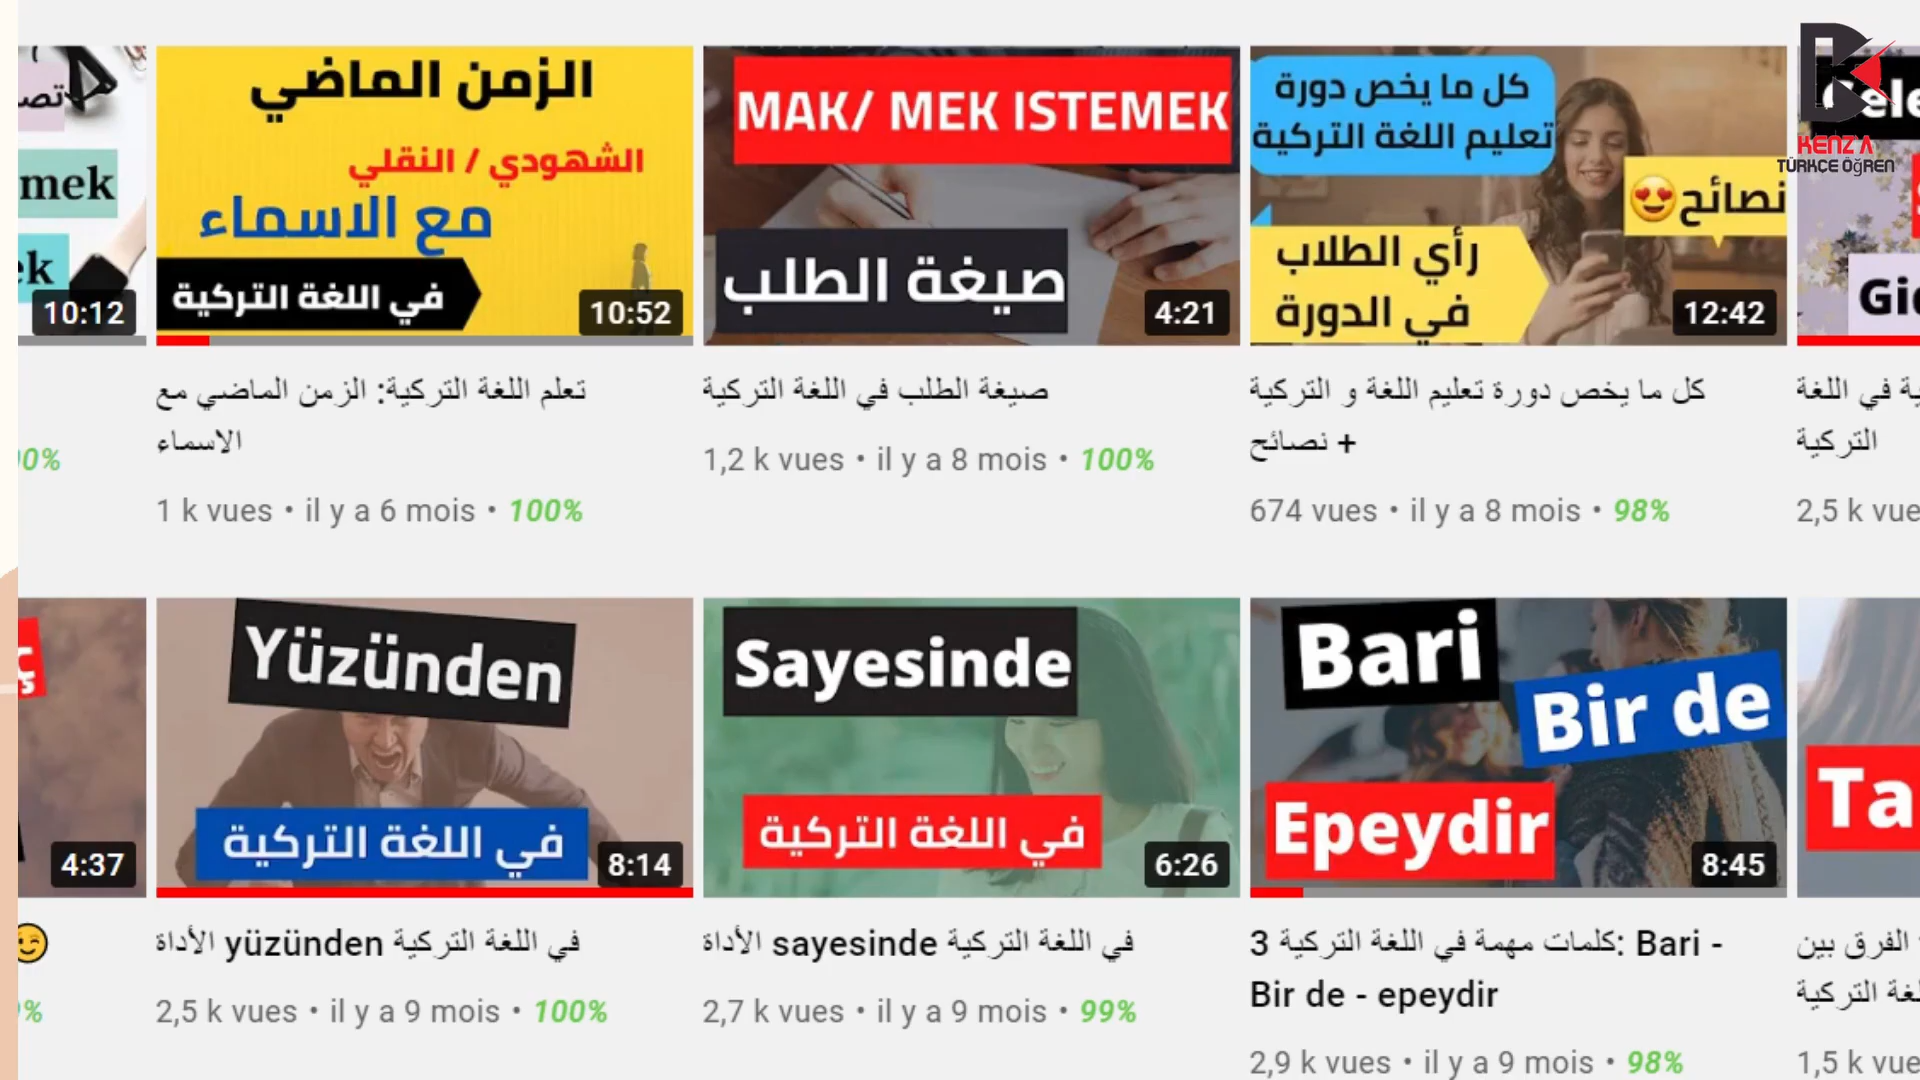 mek
10:12
الزمن الماضي
الشهودي / النقلي
مع الاسماء
في اللغة التركية
10:52
MAK/ MEK ISTEMEK
صيغة الطلب
4:21
كل ما يخص دورة
تعليم اللغة التركية
نصائح
رأي الطلاب
في الدورة
12:42
KENZA
TÜRKÇE ÖĞREN
تعلم اللغة التركية: الزمن الماضي مع
الاسماء
1 k vues • il y a 6 mois • 100%
صيغة الطلب في اللغة التركية
1,2 k vues • il y a 8 mois • 100%
كل ما يخص دورة تعليم اللغة و التركية
+ نصائح
674 vues • il y a 8 mois • 98%
في اللغة
التركية
2,5 k
4:37
Yüzünden
في اللغة التركية
8:14
Sayesinde
في اللغة التركية
6:26
Bari
Bir de
Epeydir
8:45
الأداة yüzünden في اللغة التركية
2,5 k vues • il y a 9 mois • 100%
الأداة sayesinde في اللغة التركية
2,7 k vues • il y a 9 mois • 99%
3 كلمات مهمة في اللغة التركية: Bari -
Bir de - epeydir
2,9 k vues • il y a 9 mois • 98%
الفرق بين
التركية
1,5 k